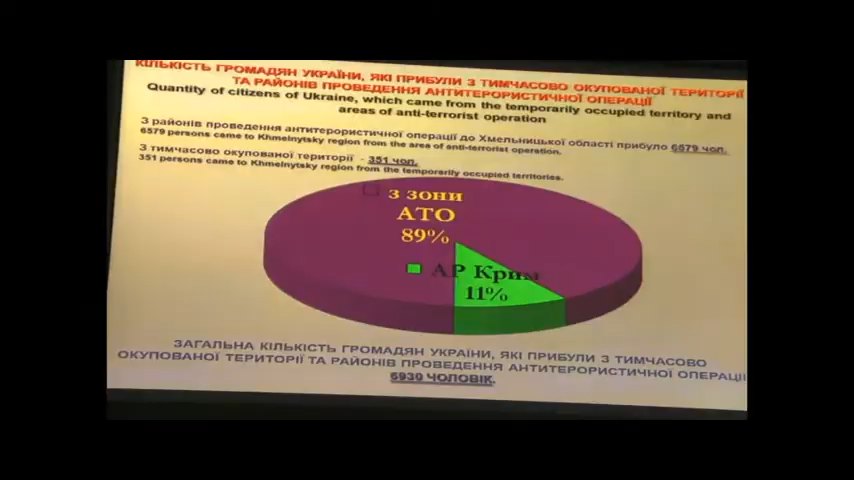 КІЛЬКІСТЬ ГРОМАДЯН УКРАЇНИ, ЯКІ ПРИБУЛИ З ТИМЧАСОВО ОКУПОВАНОЇ ТЕРИТОРІЇ
ТА РАЙОНІВ ПРОВЕДЕННЯ АНТИТЕРОРИСТИЧНОЇ ОПЕРАЦІЇ
Quantity of citizens of Ukraine, which came from the temporarily occupied territory and
areas of anti-terrorist operation
З районів проведення антитерористичної операції до Хмельницької області прибуло 6579 чол.
6579 persons came to Khmelnytsky region from the area of anti-terrorist operation.
З тимчасово окупованої території - 351 чол.
351 persons came to Khmelnytsky region from the temporarily occupied territories.
З зони
АТО
89%
АР Крим
11%
ЗАГАЛЬНА КІЛЬКІСТЬ ГРОМАДЯН УКРАЇНИ, ЯКІ ПРИБУЛИ З ТИМЧАСОВО
ОКУПОВАНОЇ ТЕРИТОРІЇ ТА РАЙОНІВ ПРОВЕДЕННЯ АНТИТЕРОРИСТИЧНОЇ ОПЕРАЦІЇ
6930 ЧОЛОВІК.